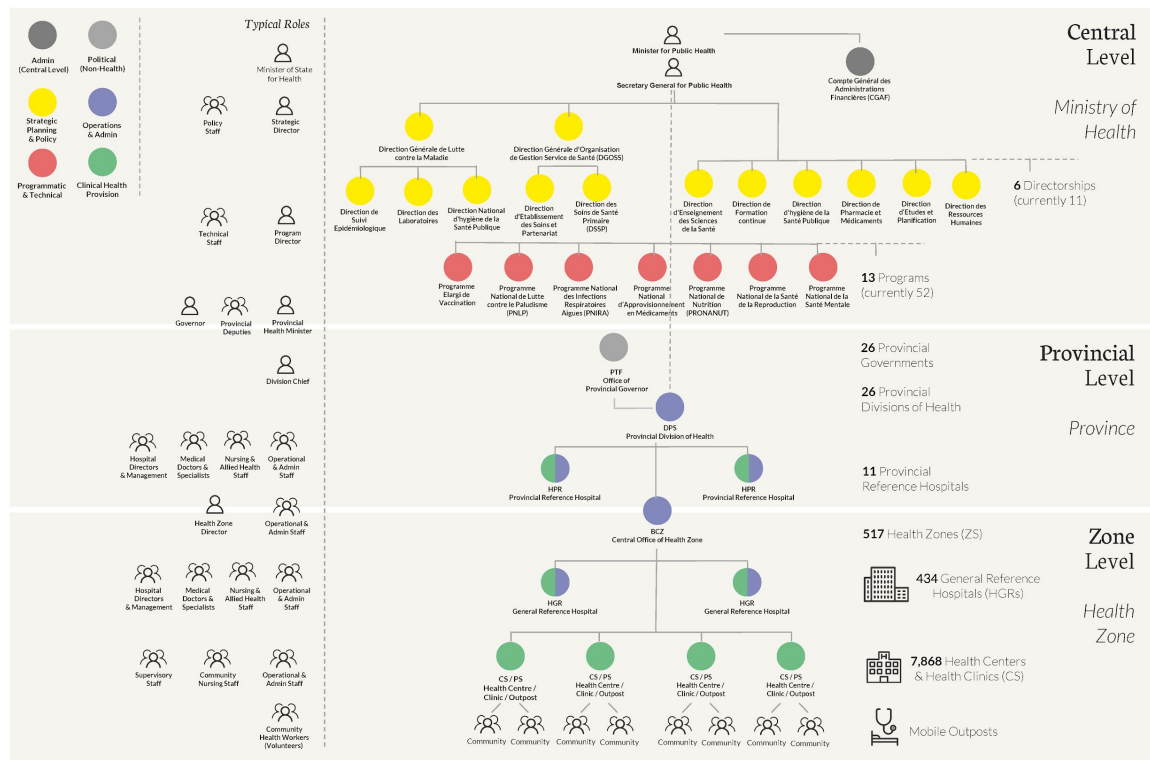 Typical Roles
Admin
(Central Level)
Political
(Non-Health)
Strategic
Planning
& Policy
Operations
& Admin
Programmatic
& Technical
Clinical Health
Provision
Minister of State
for Health
Policy
Staff
Strategic
Director
Technical
Staff
Program
Director
Governor
Provincial
Deputies
Provincial
Health Minister
Minister for Public Health
Secretary General for Public Health
Compte Général des
Administrations
Financières (CGAF)
Direction Générale de Lutte
contre la Maladie
Direction Générale d'Organisation
de Gestion Service de Santé (DGOSS)
Direction de
Suivi
Epidémiologique
Direction des
Laboratoires
Direction National
d'hygiène de la
Santé Publique
Direction
d'Etablissement
des Soins et
Partenariat
Direction des
Soins de Santé
Primaire
(DSSP)
Direction
d'Enseignement
des Sciences
de la Santé
Direction de
Formation
continue
Direction
d'hygiène de la
Santé Publique
Direction
de Pharmacie et
Médicaments
Direction
d'Études et
Planification
Direction des
Ressources
Humaines
Programme
Elargi de
Vaccination
Programme
National de Lutte
contre le Paludisme
(PNLP)
Programme National
des Infections
Respiratoires
Aigues (PNIRA)
Programme
National
d'Approvisionnement
en Médicaments
Programme
National de
Nutrition
(PRONANUT)
Programme
National de la Santé
de la Reproduction
Programme
National de la
Santé Mentale
Central
Level
Ministry of
Health
6 Directorships
(currently 11)
13 Programs
(currently 52)
Division Chief
Hospital
Directors
& Management
Medical
Doctors &
Specialists
Nursing &
Allied Health
Staff
Operational
& Admin
Staff
PTF
Office of
Provincial Governor
DPS
Provincial Division of Health
HPR
Provincial Reference Hospital
HPR
Provincial Reference Hospital
26 Provincial
Governments
26 Provincial
Divisions of Health
11 Provincial
Reference Hospitals
Provincial
Level
Province
Health Zone
Director
Operational &
Admin Staff
Hospital
Directors
& Management
Medical
Doctors &
Specialists
Nursing &
Allied Health
Staff
Operational
& Admin
Staff
Supervisory
Staff
Community
Nursing Staff
Operational &
Admin Staff
Community
Health Workers
(Volunteers)
BCZ
Central Office of Health Zone
HGR
General Reference Hospital
HGR
General Reference Hospital
CS / PS
Health Centre /
Clinic / Outpost
CS / PS
Health Centre /
Clinic / Outpost
CS / PS
Health Centre /
Clinic / Outpost
CS / PS
Health Centre /
Clinic / Outpost
Community
Community
Community
Community
Community
Community
Community
Community
517 Health Zones (ZS)
434 General Reference
Hospitals (HGRs)
7,868 Health Centers
& Health Clinics (CS)
Mobile Outposts
Zone
Level
Health
Zone